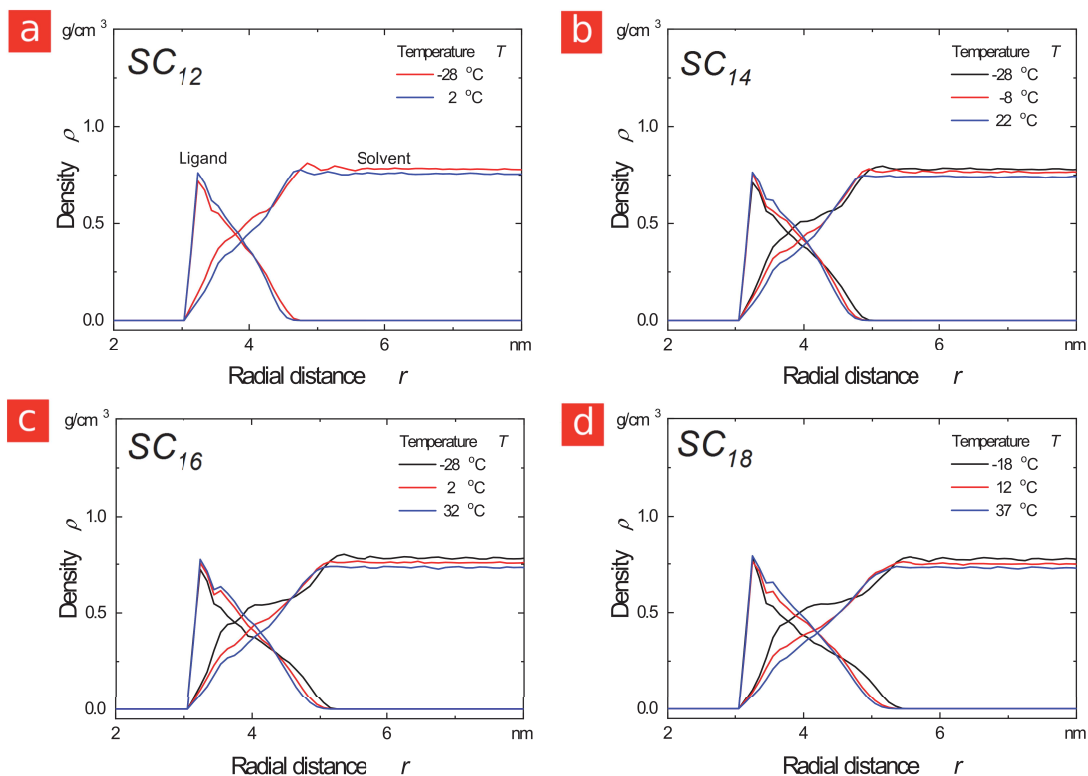 a
g/cm 3
SC12
Temperature T
-28 °C
2 °C
Ligand
Solvent
Density ρ
1.0
0.5
0.0
2 4 6 nm
Radial distance r
b
g/cm 3
SC14
Temperature T
-28 °C
-8 °C
22 °C
Density ρ
1.0
0.5
0.0
2 4 6 nm
Radial distance r
c
g/cm 3
SC16
Temperature T
-28 °C
2 °C
32 °C
Density ρ
1.0
0.5
0.0
2 4 6 nm
Radial distance r
d
g/cm 3
SC18
Temperature T
-18 °C
12 °C
37 °C
Density ρ
1.0
0.5
0.0
2 4 6 nm
Radial distance r